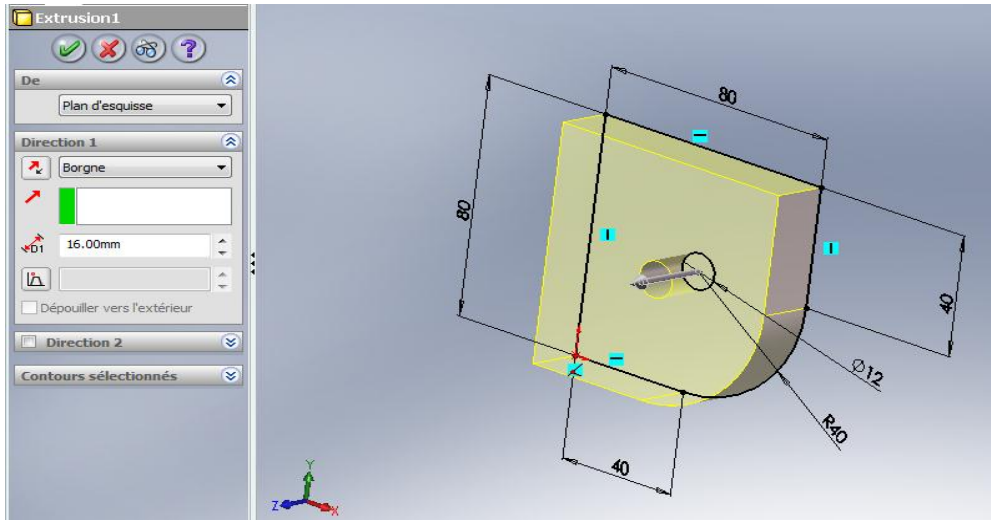 Extrusion1
?
De
Plan d'esquisse
Direction 1
Borgne
D1
16.00mm
Dépouiller vers l'extérieur
Direction 2
Contours sélectionnés
80
80
40
Ø12
R40
40
Y
Z
X